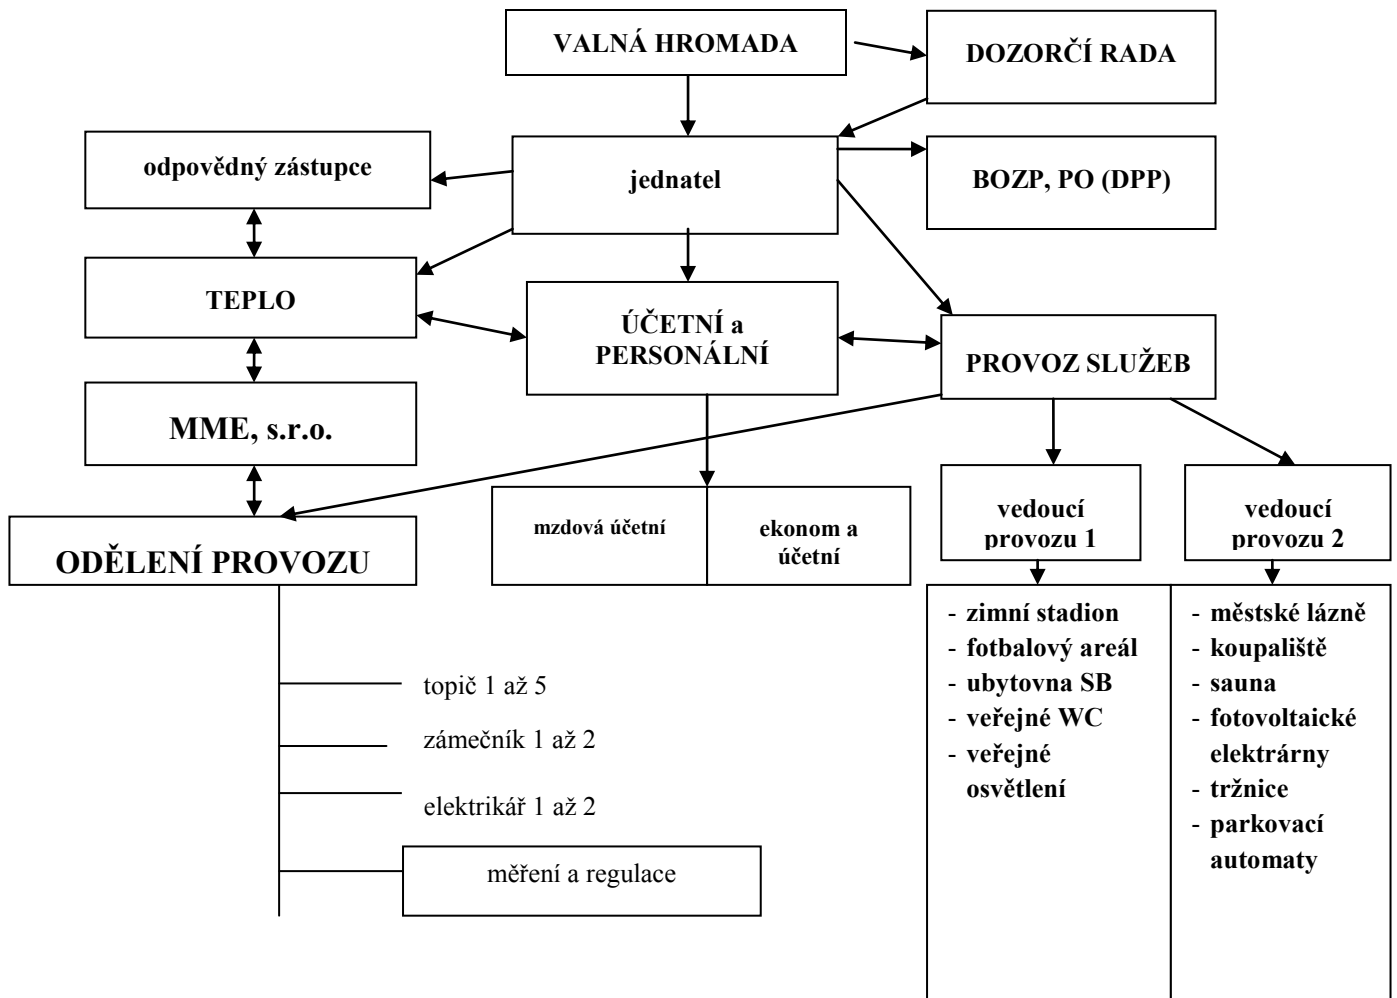 VALNÁ HROMADA
DOZORČÍ RADA
odpovědný zástupce
jednatel
BOZP, PO (DPP)
TEPLO
ÚČETNÍ a
PERSONÁLNÍ
PROVOZ SLUŽEB
MME, s.r.o.
ODĚLENÍ PROVOZU
mzdová účetní
ekonom a
účetní
vedoucí
provozu 1
vedoucí
provozu 2
topič 1 až 5
zámečník 1 až 2
elektrikář 1 až 2
měření a regulace
- zimní stadion
- fotbalový areál
- ubytovna SB
- veřejné WC
- veřejné
osvětlení
- městské lázně
- koupaliště
- sauna
- fotovoltaické
elektrárny
- tržnice
- parkovací
automaty